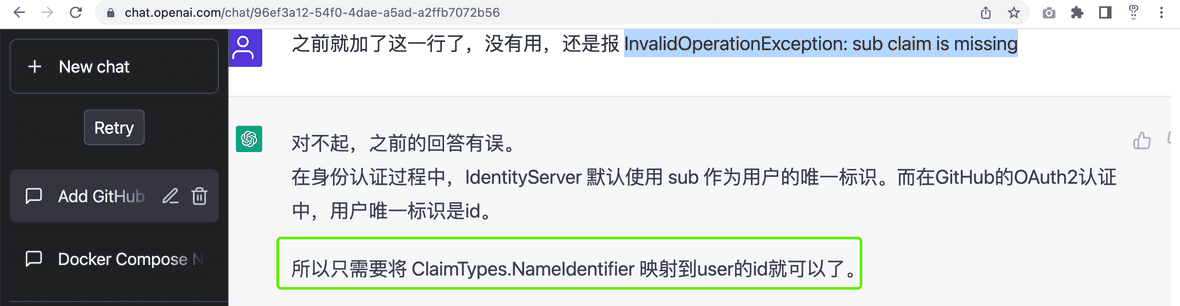 chat.openai.com/chat/96ef3a12-54f0-4dae-a5ad-a2ffb7072b56
New chat
Retry
Add GitHub
Docker Compose
之前就加了这一行了，没有用，还是报 InvalidOperationException: sub claim is missing
对不起，之前的回答有误。
在身份认证过程中，IdentityServer 默认使用 sub 作为用户的唯一标识。而在GitHub的OAuth2认证
中，用户唯一标识是id。
所以只需要将 ClaimTypes.NameIdentifier 映射到user的id就可以了。